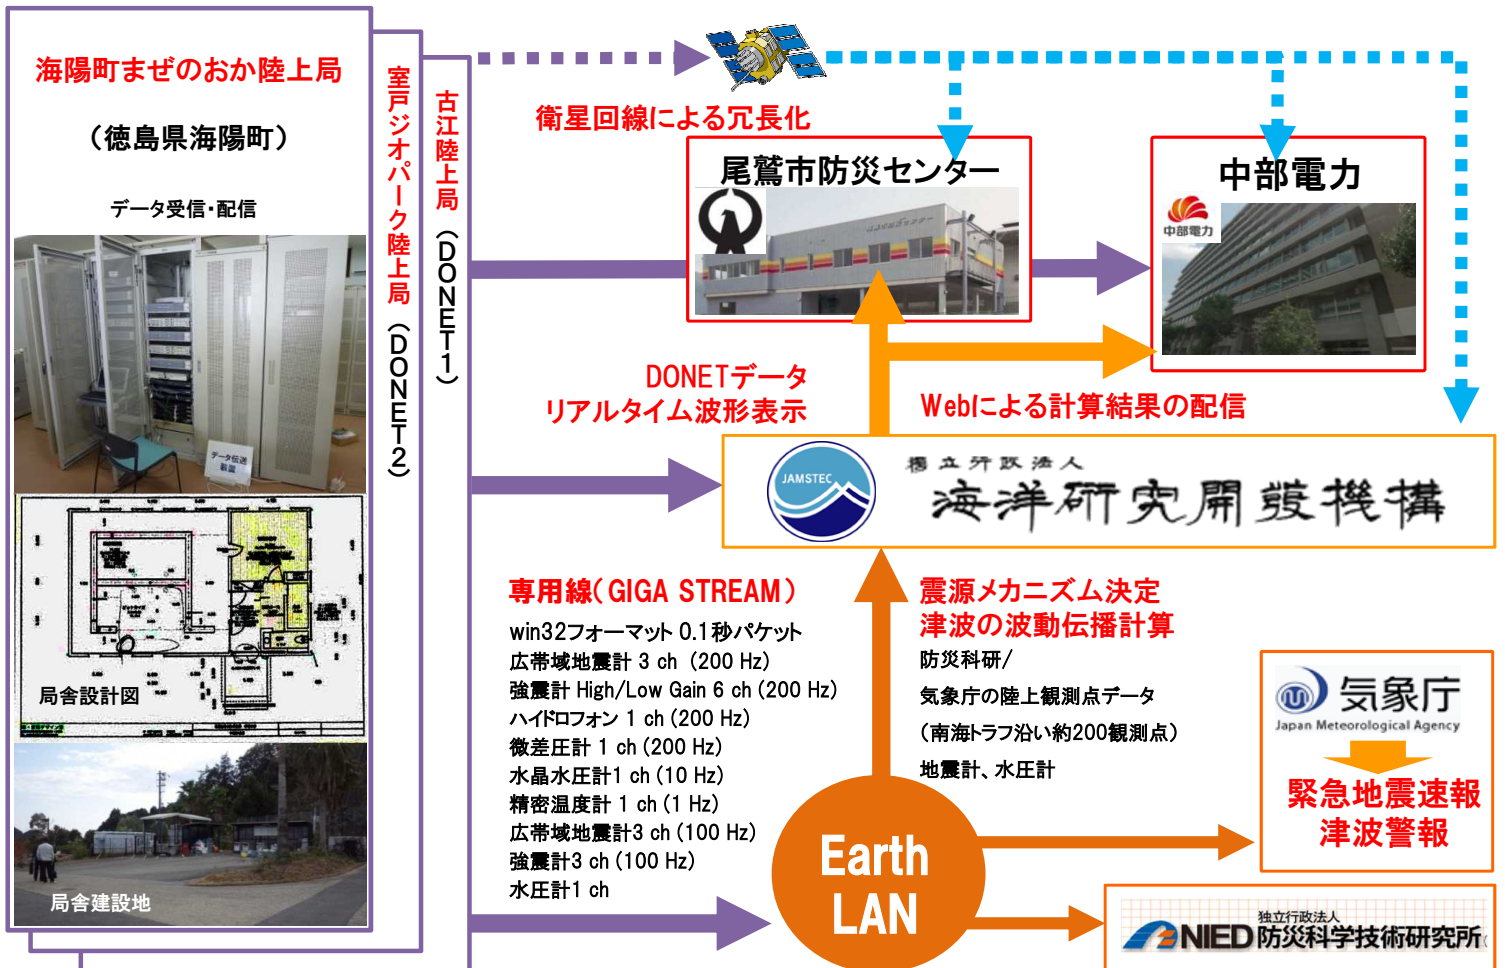 海陽町まぜのおか陸上局
（徳島県海陽町）
データ受信・配信
データ伝送
装置
局舎設計図
局舎建設地
室戸ジオパーク陸上局（DONET2）
古江陸上局（DONET1）
衛星回線による冗長化
尾鷲市防災センター
中部電力
中部電力
DONETデータ
リアルタイム波形表示
Webによる計算結果の配信
JAMSTEC
独立行政法人
海洋研究開発機構
専用線（GIGA STREAM）
win32フォーマット 0.1秒パケット
広帯域地震計 3 ch (200 Hz)
強震計 High/Low Gain 6 ch (200 Hz)
ハイドロフォン 1 ch (200 Hz)
微差圧計 1 ch (200 Hz)
水晶水圧計1 ch (10 Hz)
精密温度計 1 ch (1 Hz)
広帯域地震計3 ch (100 Hz)
強震計3 ch (100 Hz)
水圧計1 ch
震源メカニズム決定
津波の波動伝播計算
防災科研/
気象庁の陸上観測点データ
（南海トラフ沿い約200観測点）
地震計、水圧計
Earth
LAN
気象庁
Japan Meteorological Agency
緊急地震速報
津波警報
NIED
独立行政法人
防災科学技術研究所